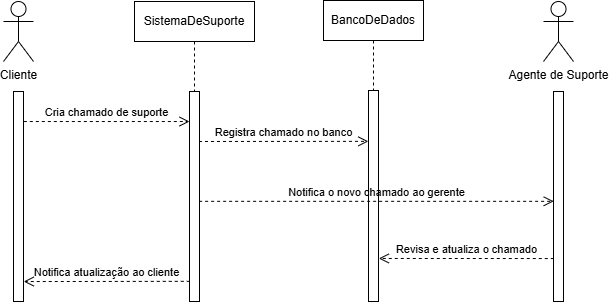 SistemaDeSuporte
BancoDeDados
Cliente
Agente de Suporte
Cria chamado de suporte
Registra chamado no banco
Notifica o novo chamado ao gerente
Revisa e atualiza o chamado
Notifica atualização ao cliente